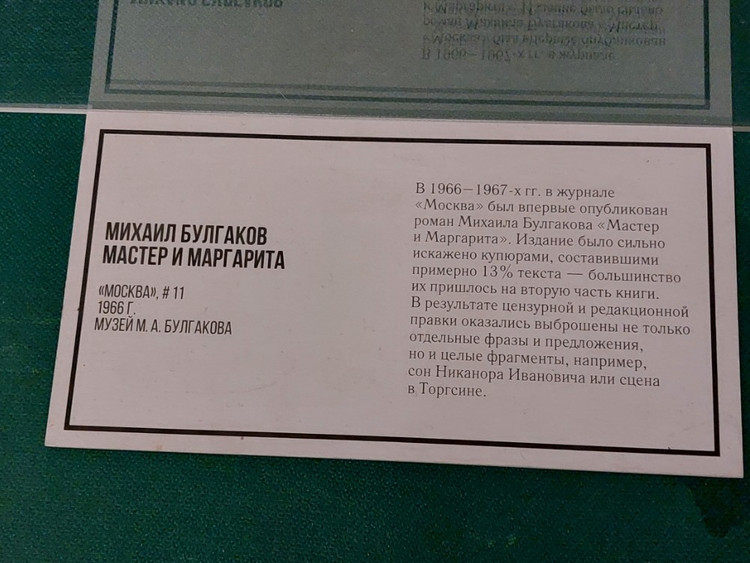 МИХАИЛ БУЛГАКОВ
МАСТЕР И МАРГАРИТА
«МОСКВА», # 11
1966 Г.
МУЗЕЙ М. А. БУЛГАКОВА
В 1966–1967-х гг. в журнале
«Москва» был впервые опубликован
роман Михаила Булгакова «Мастер
и Маргарита». Издание было сильно
искажено купюрами, составившими
примерно 13% текста — большинство
их пришлось на вторую часть книги.
В результате цензурной и редакционной
правки оказались выброшены не только
отдельные фразы и предложения,
но и целые фрагменты, например,
сон Никанора Ивановича или сцена
в Торгсине.